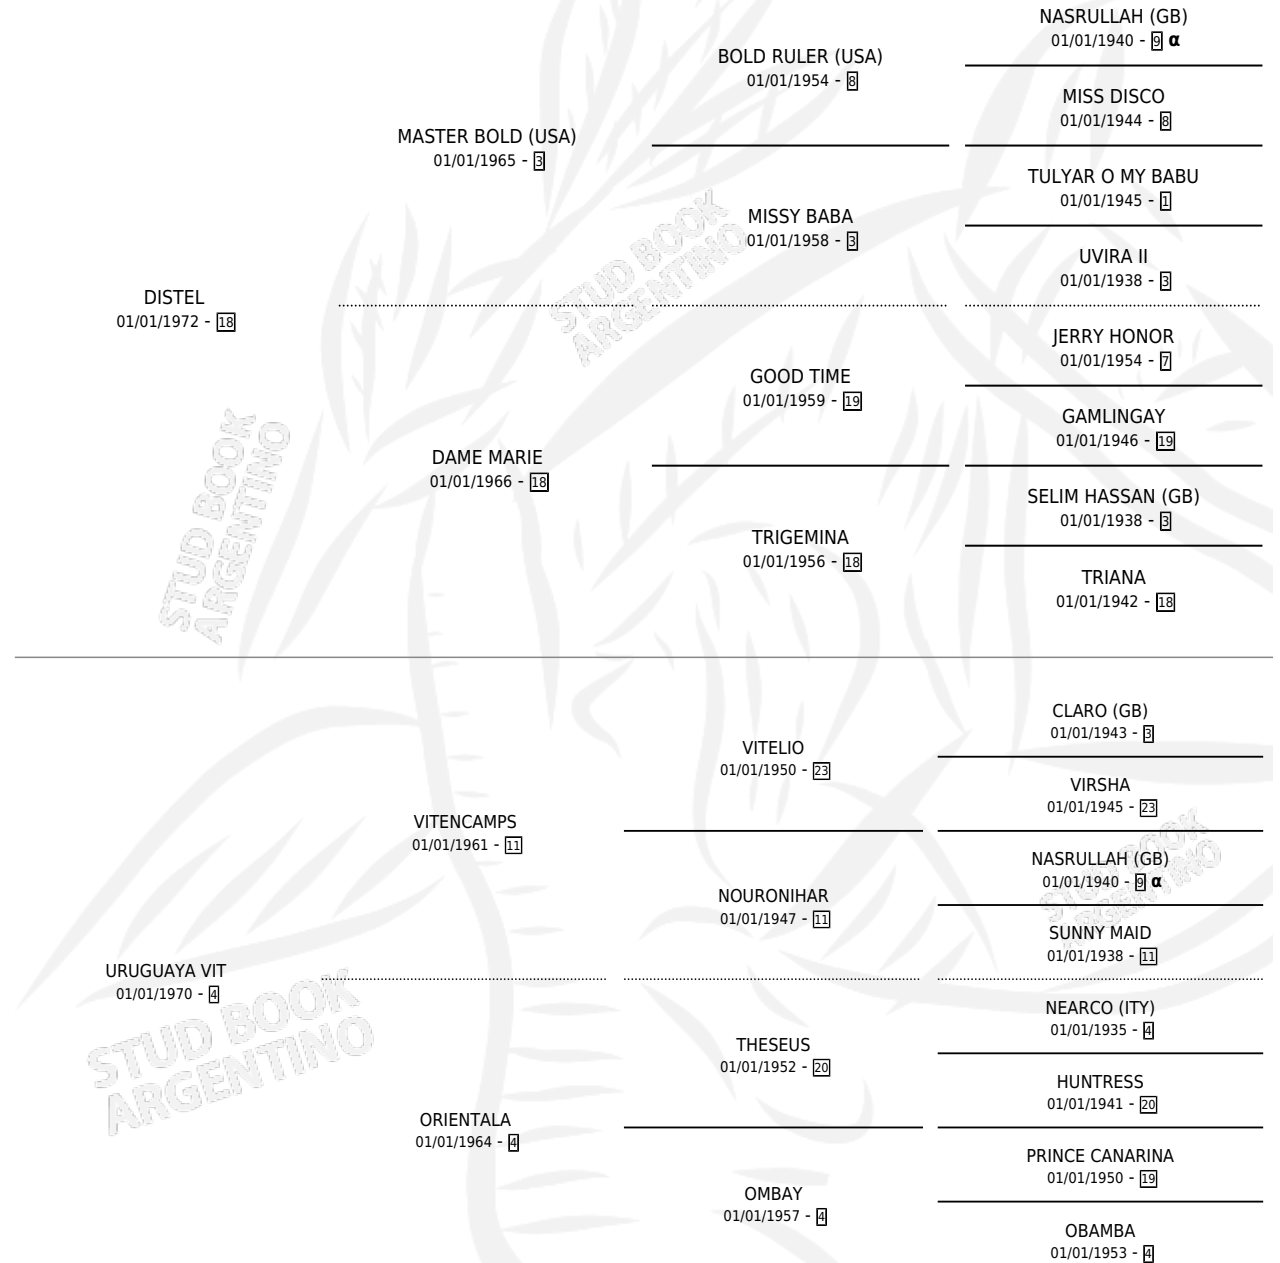 NASRULLAH (GB)
01/01/1940 - 9 α
BOLD RULER (USA)
01/01/1954 - 8
MISS DISCO
01/01/1944 - 8
MASTER BOLD (USA)
01/01/1965 - 3
TULYAR O MY BABU
01/01/1945 - 1
MISSY BABA
01/01/1958 - 3
UVIRA II
01/01/1938 - 3
DISTEL
01/01/1972 - 18
JERRY HONOR
01/01/1954 - 7
GOOD TIME
01/01/1959 - 19
GAMLINGAY
01/01/1946 - 19
DAME MARIE
01/01/1966 - 18
SELIM HASSAN (GB)
01/01/1938 - 3
TRIGEMINA
01/01/1956 - 18
TRIANA
01/01/1942 - 18
CLARO (GB)
01/01/1943 - 3
VITELIO
01/01/1950 - 23
VIRSHA
01/01/1945 - 23
VITENCAMPS
01/01/1961 - 11
NASRULLAH (GB)
01/01/1940 - 9 α
NOURONIHAR
01/01/1947 - 11
SUNNY MAID
01/01/1938 - 11
URUGUAYA VIT
01/01/1970 - 4
NEARCO (ITY)
01/01/1935 - 4
THESEUS
01/01/1952 - 20
HUNTRESS
01/01/1941 - 20
ORIENTALA
01/01/1964 - 4
PRINCE CANARINA
01/01/1950 - 19
OMBAY
01/01/1957 - 4
OBAMBA
01/01/1953 - 4
STUD BOOK
ARGENTINO
STUD BOOK
ARGENTINO
STUD BOOK
ARGENTINO
STUD BOOK
ARGENTINO